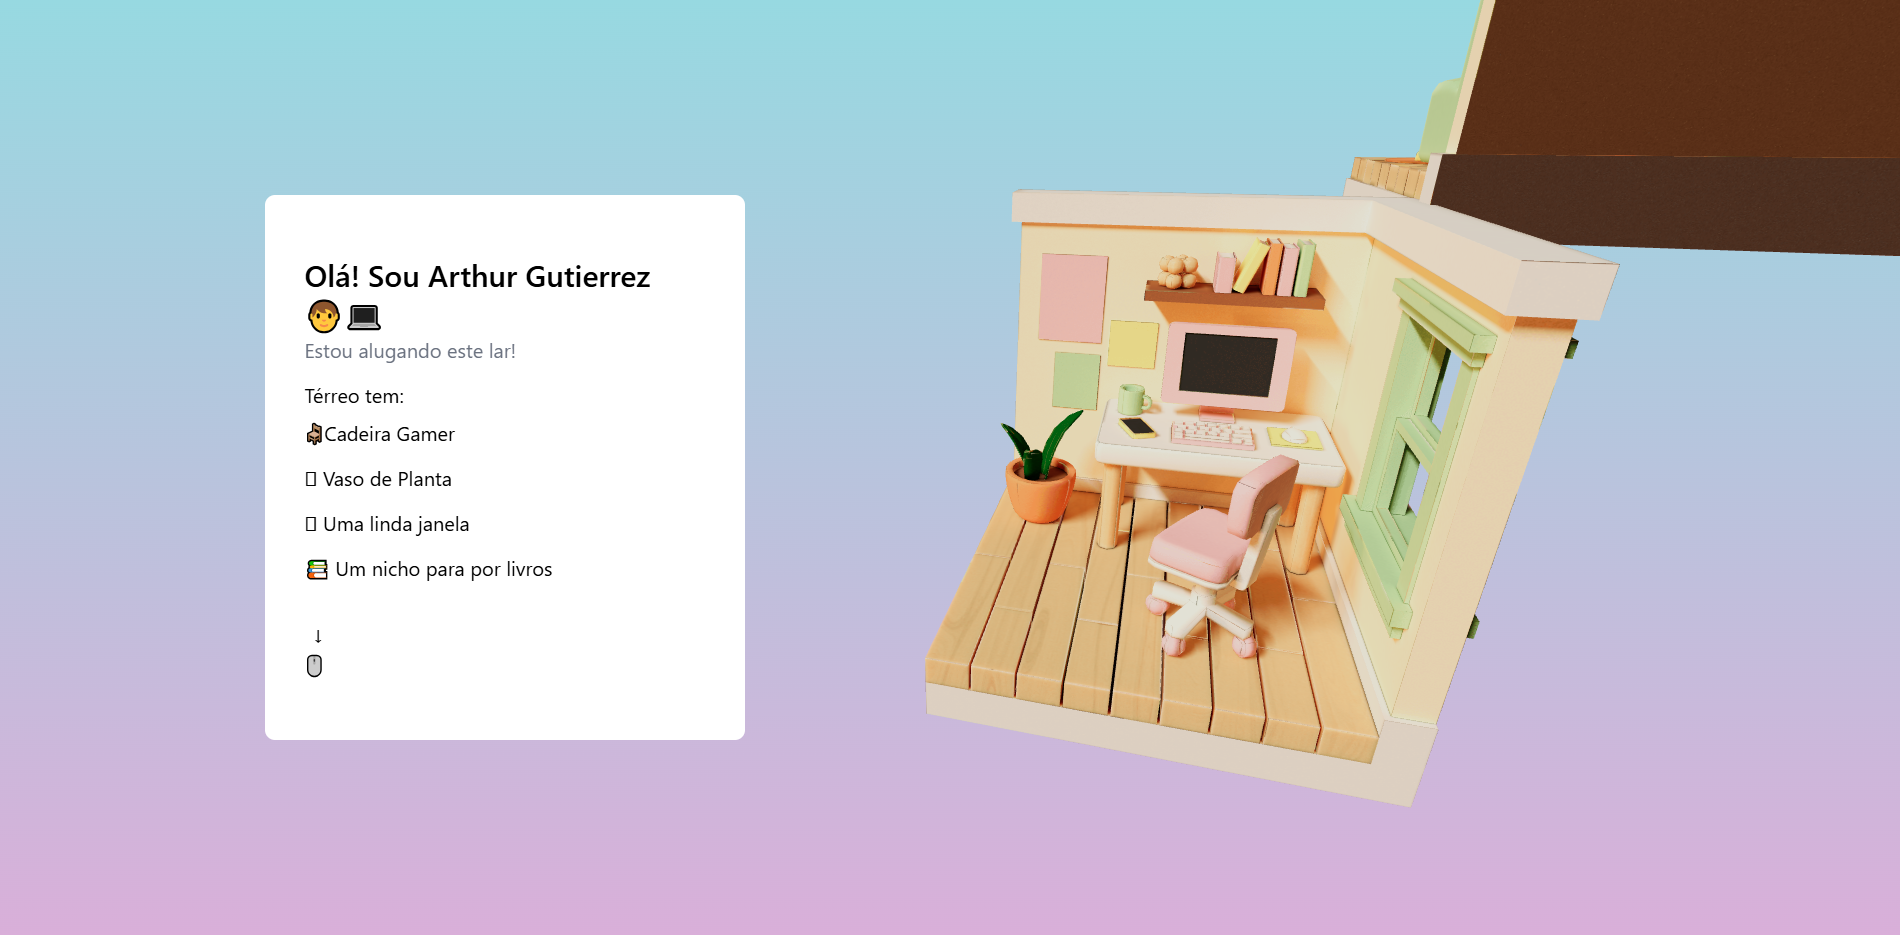 Olá! Sou Arthur Gutierrez
🧑💻
Estou alugando este lar!
Térreo tem:
🪑Cadeira Gamer
▯ Vaso de Planta
▯ Uma linda janela
📚 Um nicho para por livros
↓
🖱